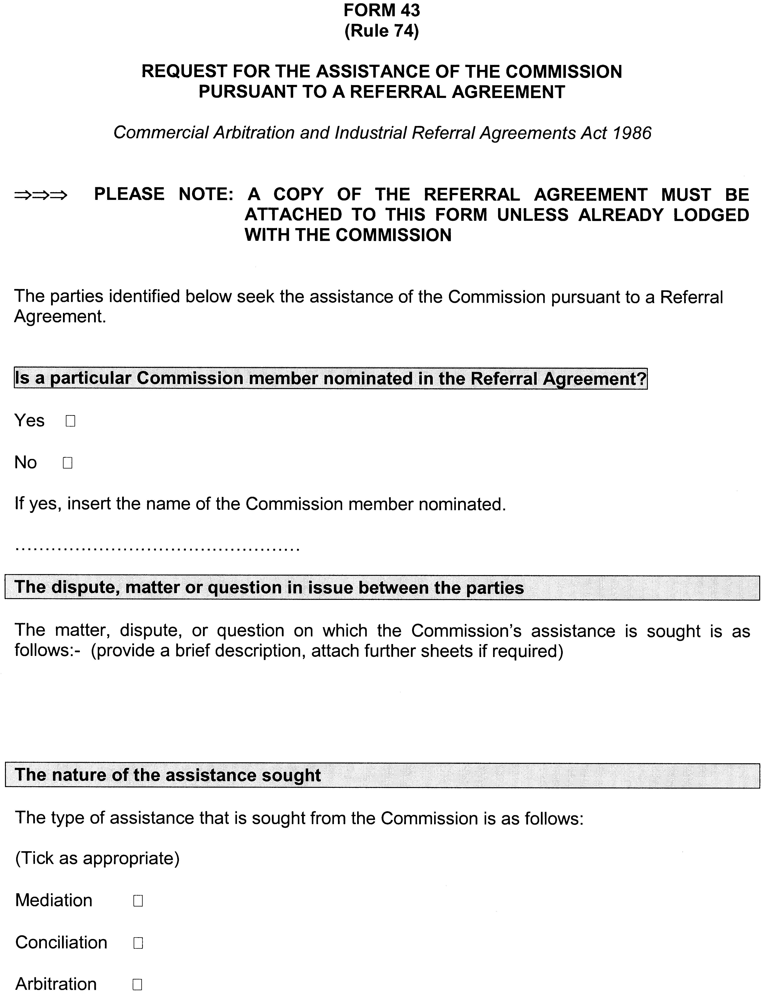 FORM 43
(Rule 74)
REQUEST FOR THE ASSISTANCE OF THE COMMISSION
PURSUANT TO A REFERRAL AGREEMENT
Commercial Arbitration and Industrial Referral Agreements Act 1986
⇒⇒⇒ PLEASE NOTE: A COPY OF THE REFERRAL AGREEMENT MUST BE
ATTACHED TO THIS FORM UNLESS ALREADY LODGED
WITH THE COMMISSION
The parties identified below seek the assistance of the Commission pursuant to a Referral
Agreement.
Is a particular Commission member nominated in the Referral Agreement?
Yes □
No □
If yes, insert the name of the Commission member nominated.
................................................
The dispute, matter or question in issue between the parties
The matter, dispute, or question on which the Commission's assistance is sought is as
follows:- (provide a brief description, attach further sheets if required)
The nature of the assistance sought
The type of assistance that is sought from the Commission is as follows:
(Tick as appropriate)
Mediation □
Conciliation □
Arbitration □